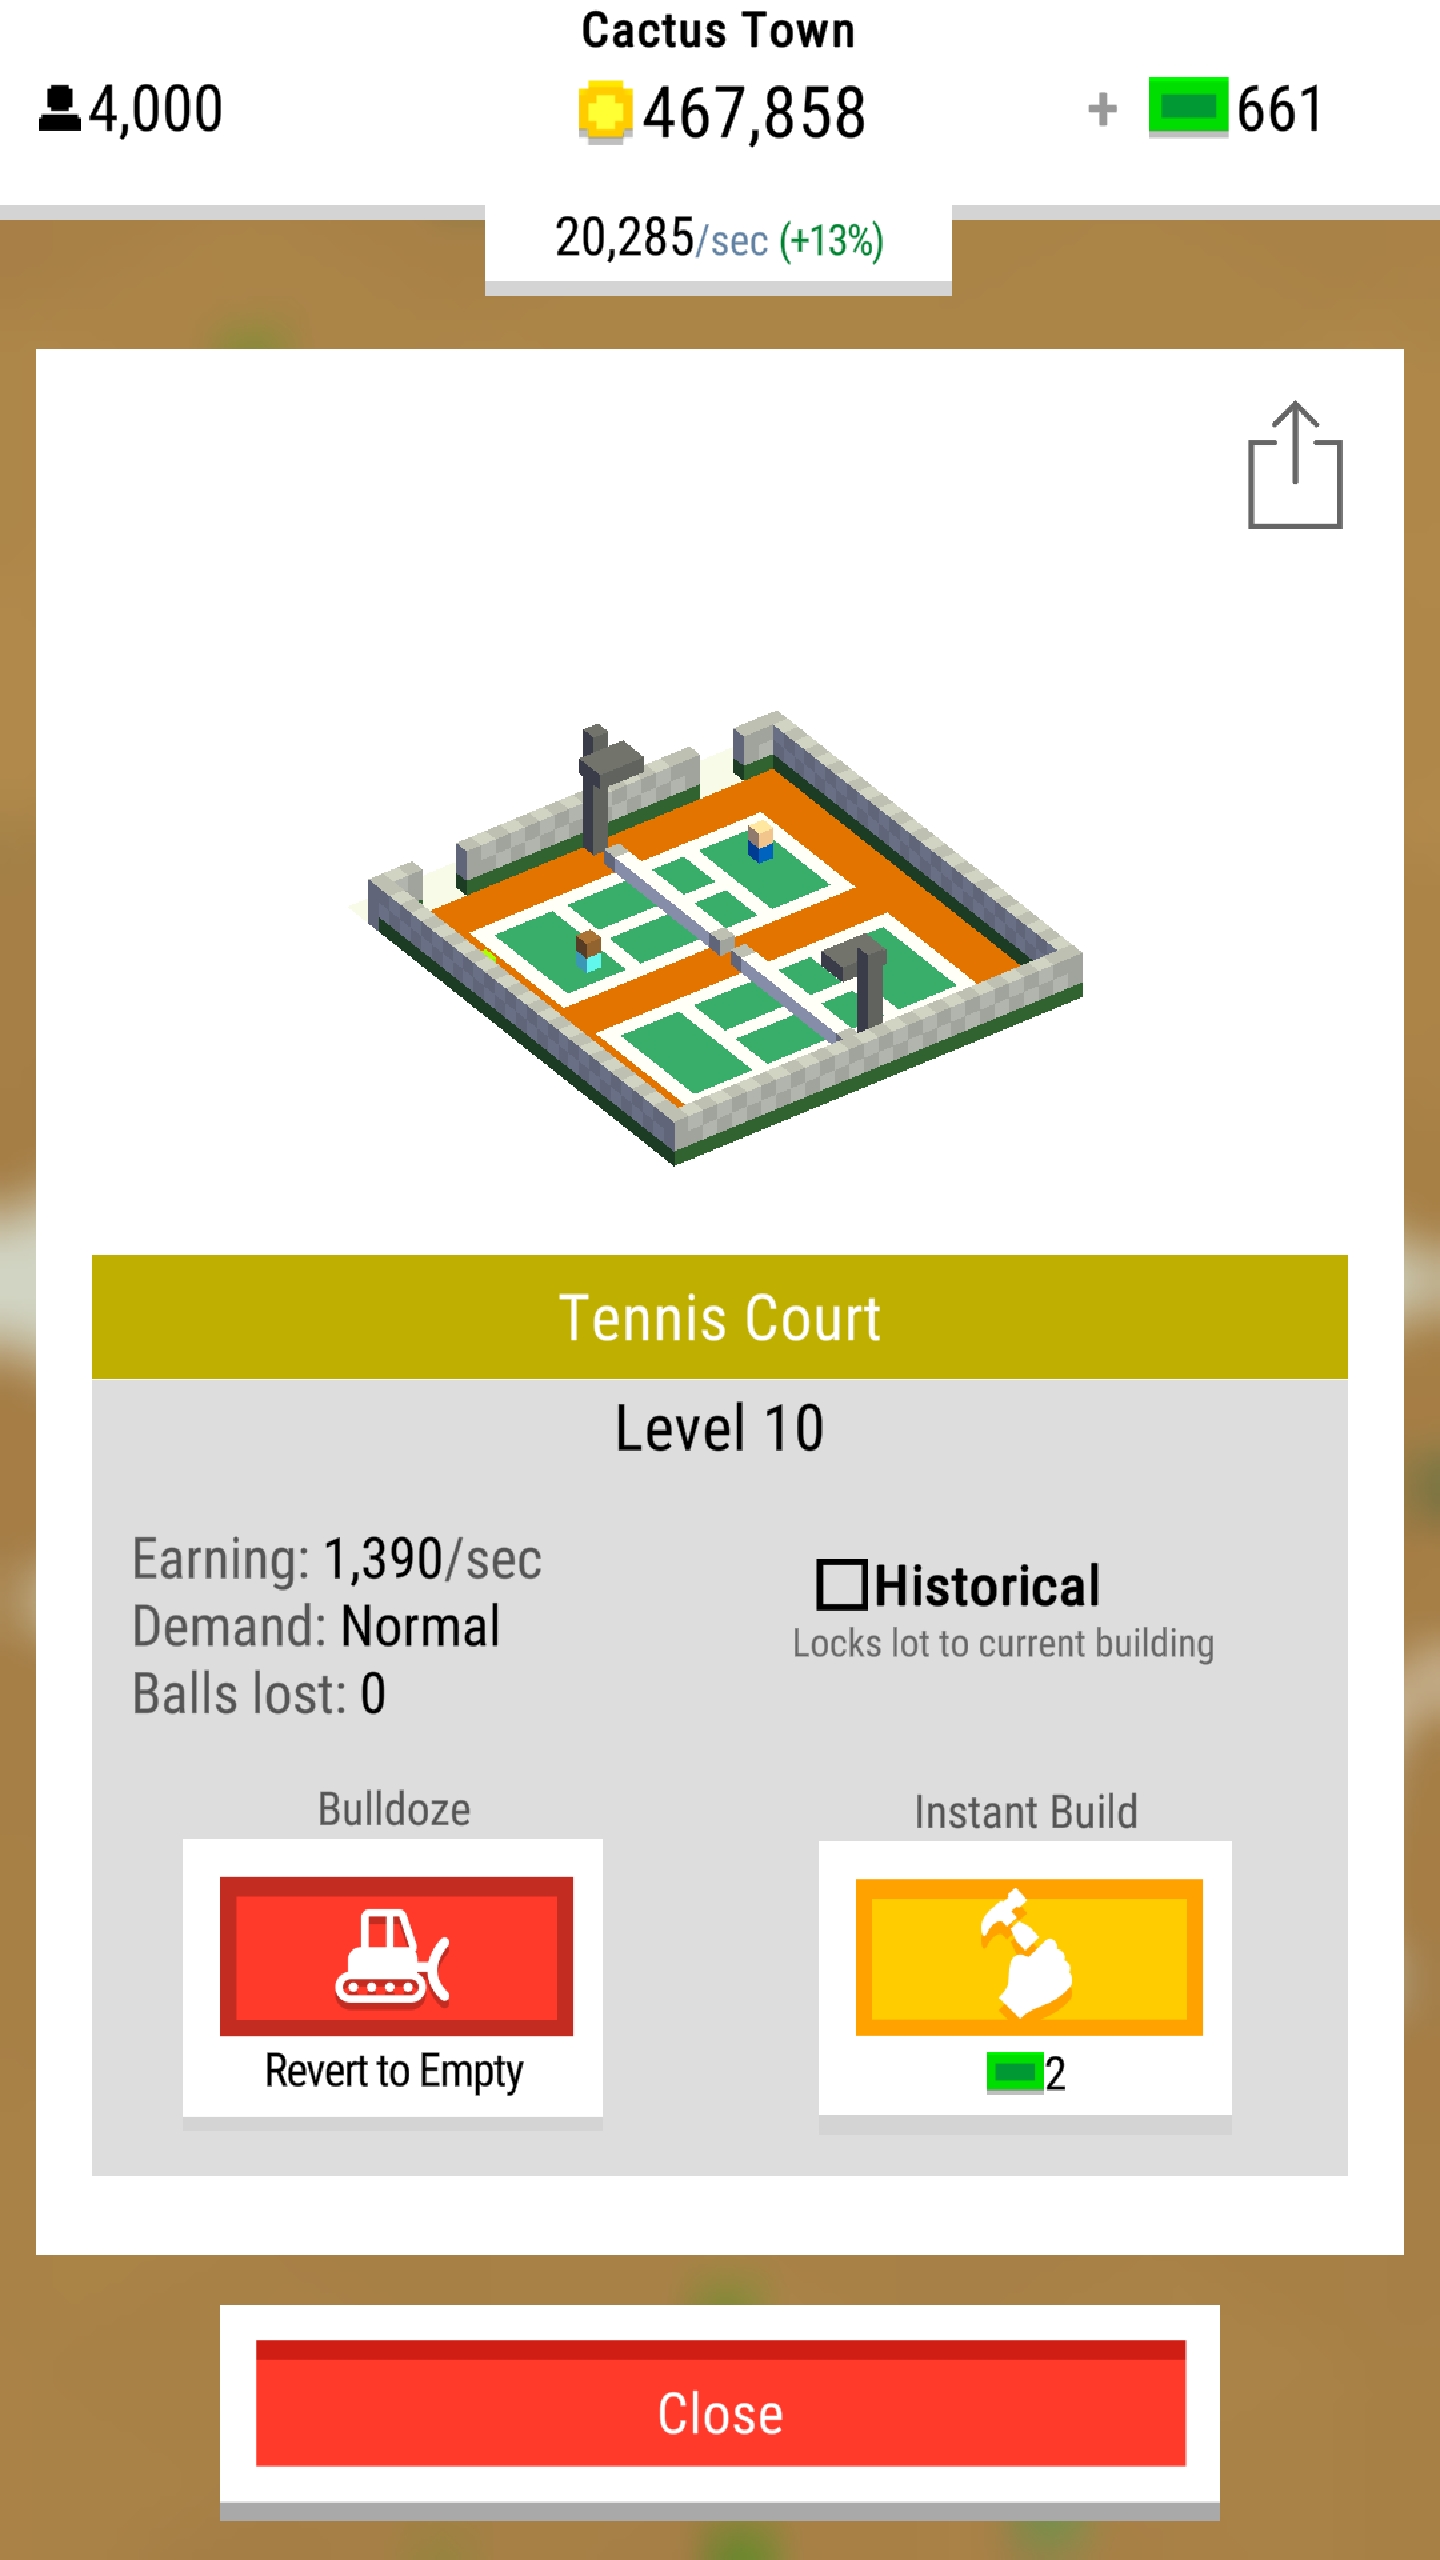 Cactus Town
4,000
467,858
+ 661
20,285/sec (+13%)
Tennis Court
Level 10
Earning: 1,390/sec
Demand: Normal
Balls lost: 0
Historical
Locks lot to current building
Bulldoze
Revert to Empty
Instant Build
2
Close